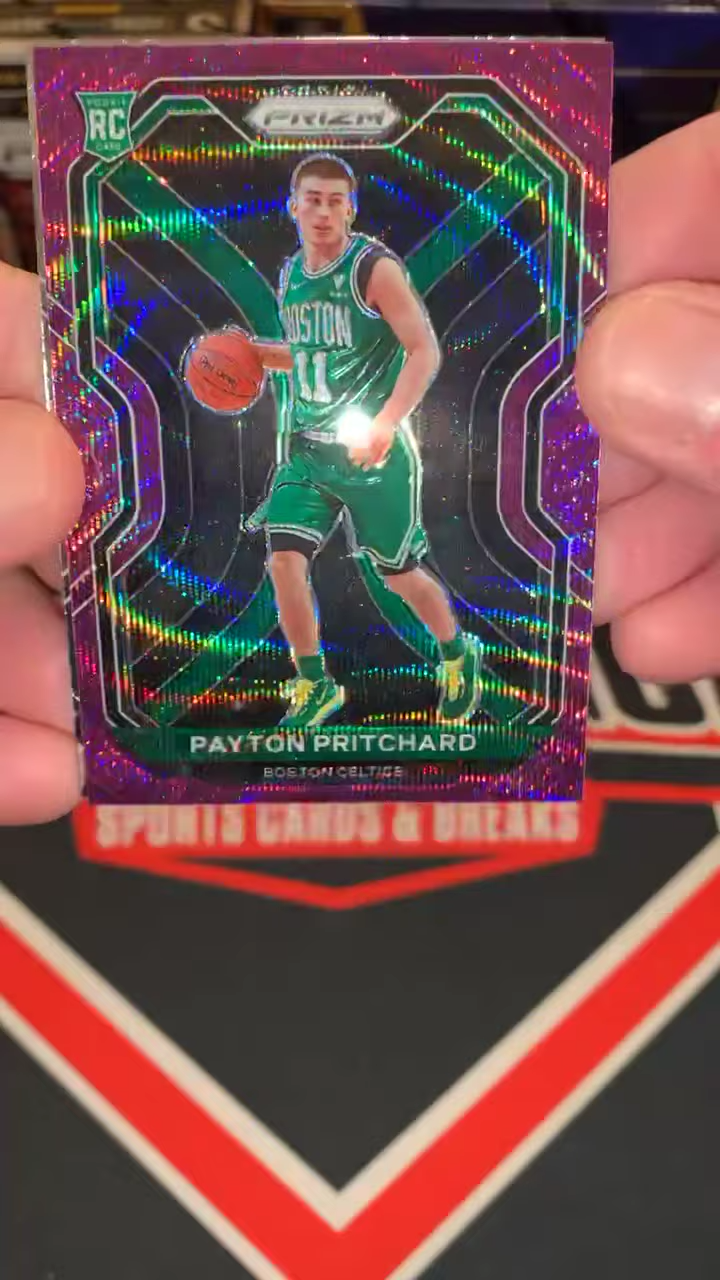 ROOKIE
RC
CARD
PRIZM
BOSTON
11
PAYTON PRITCHARD
BOSTON CELTICS
SPORTS CARDS & BREAKS